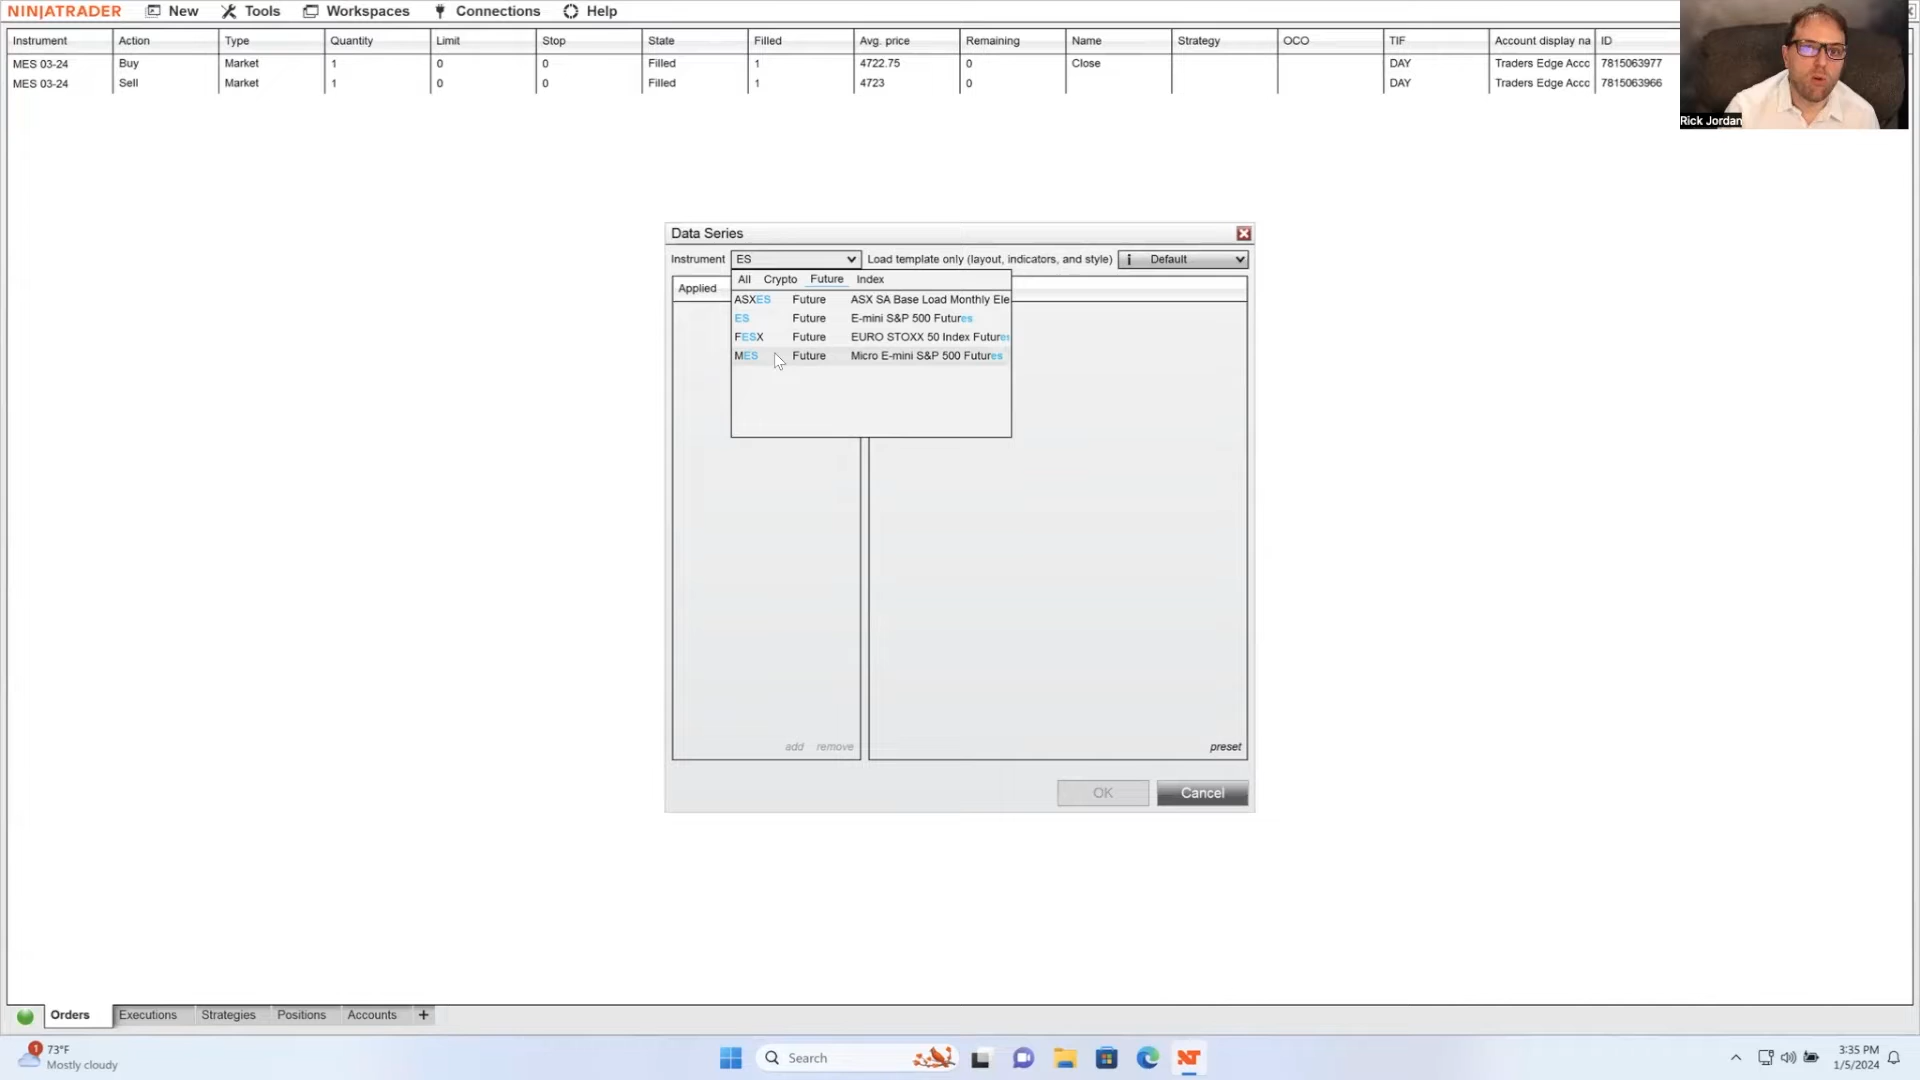 NINJATRADER New Tools Workspaces Connections Help
Instrument Action Type Quantity Limit Stop State Filled Avg. price Remaining Name Strategy OCO TIF Account display na ID
MES 03-24 Buy Market 1 0 0 Filled 1 4722.75 0 Close DAY Traders Edge Acco 7815063977
MES 03-24 Sell Market 1 0 0 Filled 1 4723 0 DAY Traders Edge Acco 7815063966
Rick Jordan
Data Series
Instrument ES Load template only (layout, indicators, and style) Default
All Crypto Future Index
Applied
ASXES Future ASX SA Base Load Monthly Ele
ES Future E-mini S&P 500 Futures
FESX Future EURO STOXX 50 Index Futures
MES Future Micro E-mini S&P 500 Futures
add remove preset
OK Cancel
Orders Executions Strategies Positions Accounts +
1 73°F
Mostly cloudy
Search
3:35 PM
1/5/2024